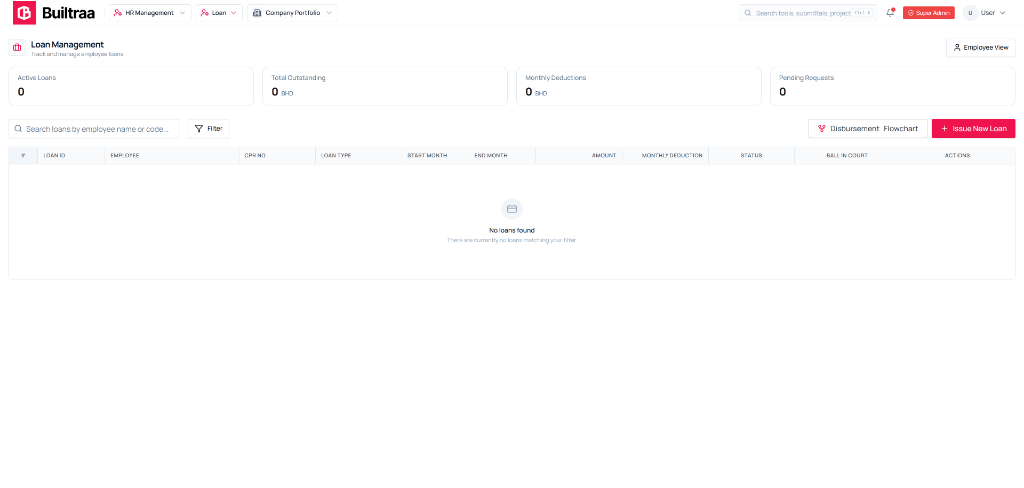 Builtraa
HR Management
Loan
Company Portfolio
Search tools, submittals, project Ctrl K
Super Admin
U User
Loan Management
Track and manage employee loans
Employee View
Active Loans
0
Total Outstanding
0 BHD
Monthly Deductions
0 BHD
Pending Requests
0
Search loans by employee name or code...
Filter
Disbursement Flowchart
+ Issue New Loan
# LOAN ID EMPLOYEE CPR NO LOAN TYPE START MONTH END MONTH AMOUNT MONTHLY DEDUCTION STATUS BALL IN COURT ACTIONS
No loans found
There are currently no loans matching your filter